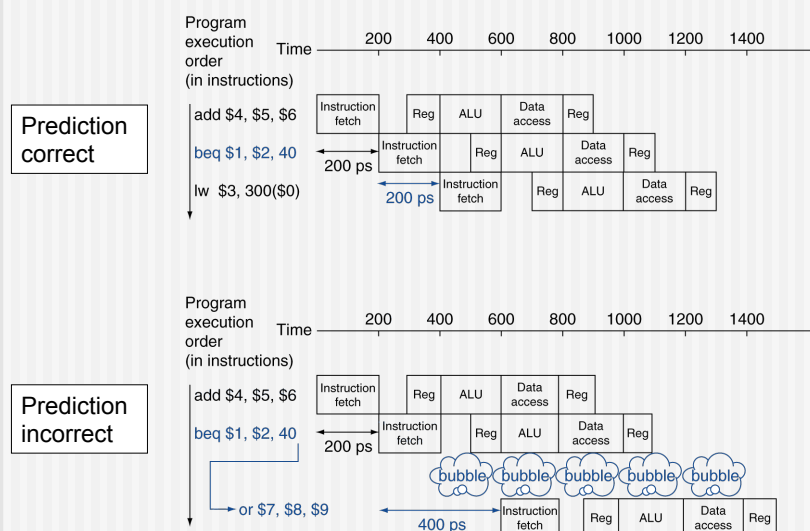 Program
execution
order
(in instructions)
Time
200 400 600 800 1000 1200 1400
Prediction
correct
add $4, $5, $6
Instruction
fetch
Reg
ALU
Data
access
Reg
beq $1, $2, 40
200 ps
Instruction
fetch
Reg
ALU
Data
access
Reg
lw $3, 300($0)
200 ps
Instruction
fetch
Reg
ALU
Data
access
Reg
Program
execution
order
(in instructions)
Time
200 400 600 800 1000 1200 1400
Prediction
incorrect
add $4, $5, $6
Instruction
fetch
Reg
ALU
Data
access
Reg
beq $1, $2, 40
200 ps
Instruction
fetch
Reg
ALU
Data
access
Reg
bubble bubble bubble bubble bubble
or $7, $8, $9
400 ps
Instruction
fetch
Reg
ALU
Data
access
Reg